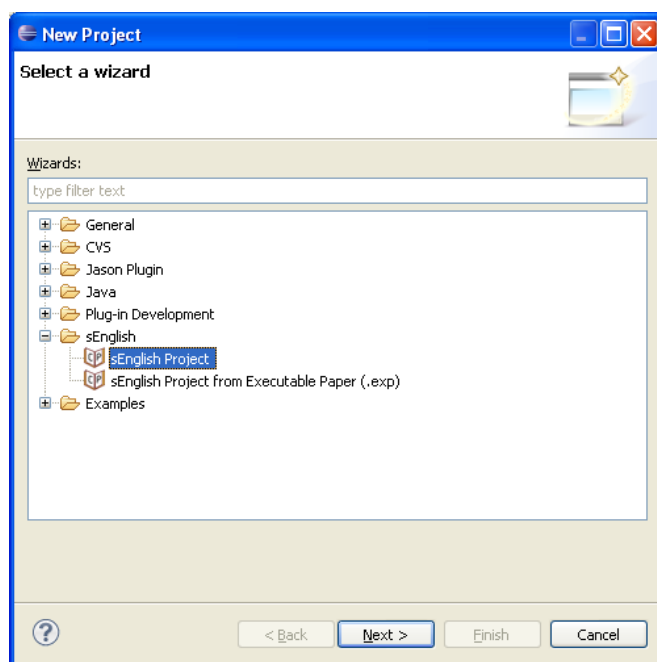 New Project
Select a wizard
Wizards:
type filter text
General
CVS
Jason Plugin
Java
Plug-in Development
sEnglish
sEnglish Project
sEnglish Project from Executable Paper (.exp)
Examples
< Back Next > Finish Cancel